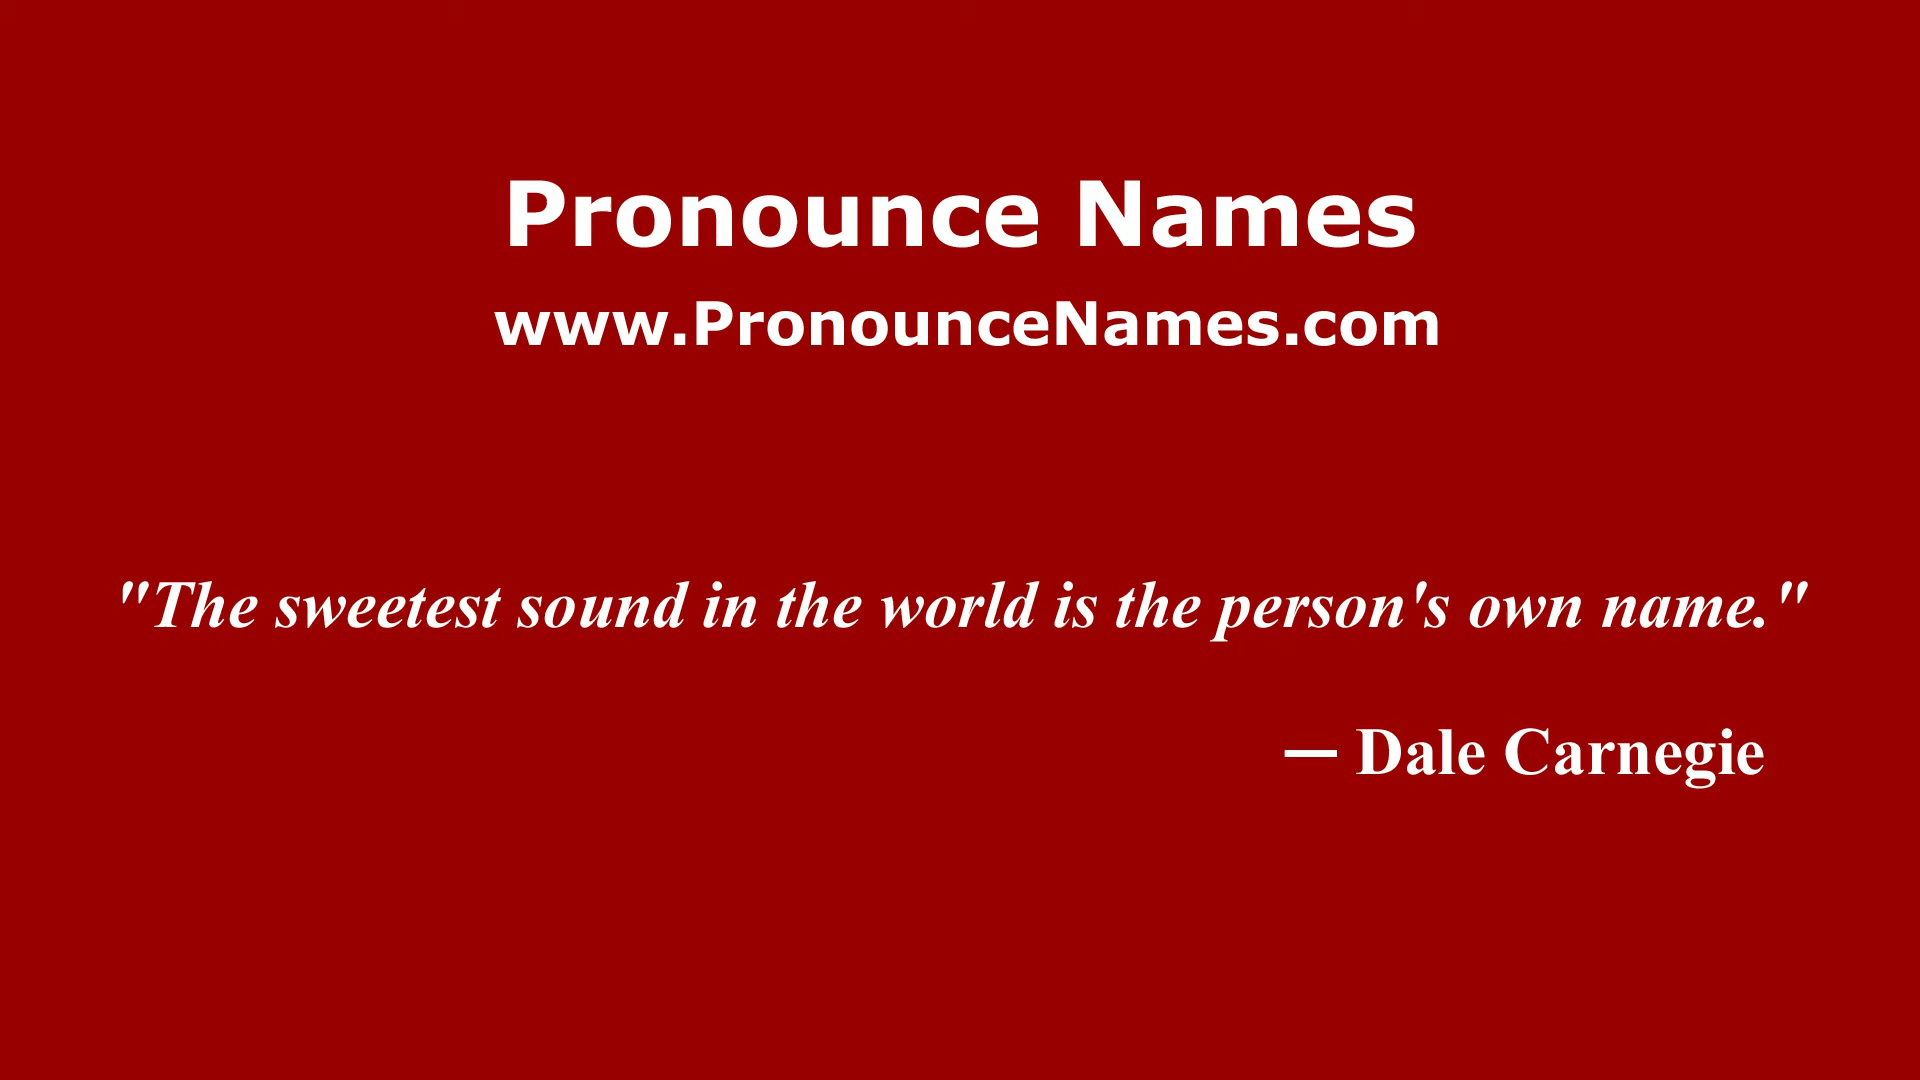 Pronounce Names
www.PronounceNames.com
"The sweetest sound in the world is the person's own name."
— Dale Carnegie